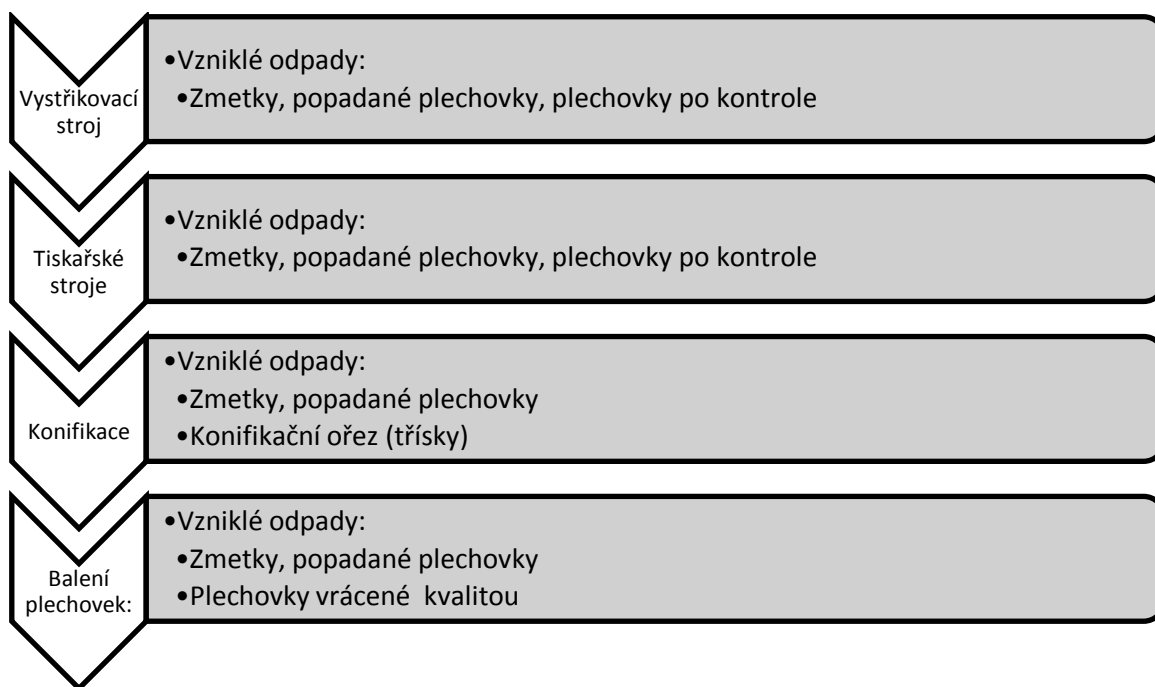 Vystřikovací
stroj
•Vzniklé odpady:
•Zmetky, popadané plechovky, plechovky po kontrole
Tiskařské
stroje
•Vzniklé odpady:
•Zmetky, popadané plechovky, plechovky po kontrole
Konifikace
•Vzniklé odpady:
•Zmetky, popadané plechovky
•Konifikační ořez (třísky)
Balení
plechovek:
•Vzniklé odpady:
•Zmetky, popadané plechovky
•Plechovky vrácené  kvalitou